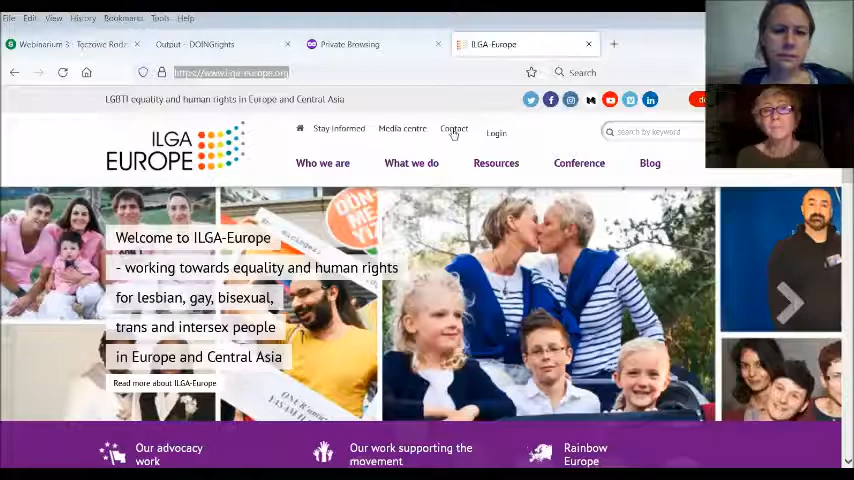 File Edit View History Bookmarks Tools Help
Webinarium 3 - Tęczowe Rodz
Output – DOINGrights
Private Browsing
ILGA-Europe
https://www.ilga-europe.org
Search
LGBTI equality and human rights in Europe and Central Asia
ILGA
EUROPE
Stay informed Media centre Contact Login
search by keyword
Who we are What we do Resources Conference Blog
DON-
ME
Welcome to ILGA-Europe
- working towards equality and human rights
for lesbian, gay, bisexual,
trans and intersex people
in Europe and Central Asia
Read more about ILGA-Europe
Our advocacy
work
Our work supporting the
movement
Rainbow
Europe